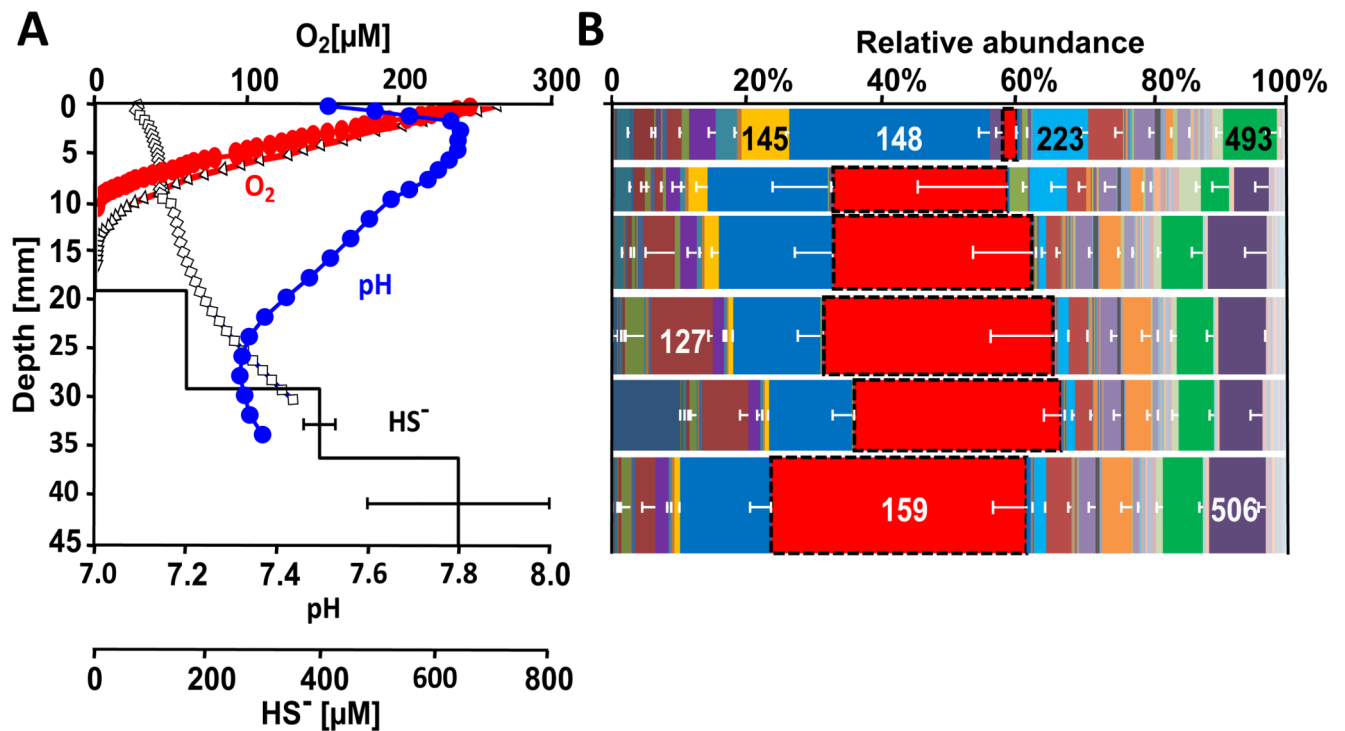 A
O₂[µM]
0 100 200 300
0
5
10
15
20
25
30
35
40
45
Depth [mm]
O₂
pH
HS⁻
7.0 7.2 7.4 7.6 7.8 8.0
pH
0 200 400 600 800
HS⁻ [µM]
B
Relative abundance
0 20% 40% 60% 80% 100%
145 148 223 493
127
159 506